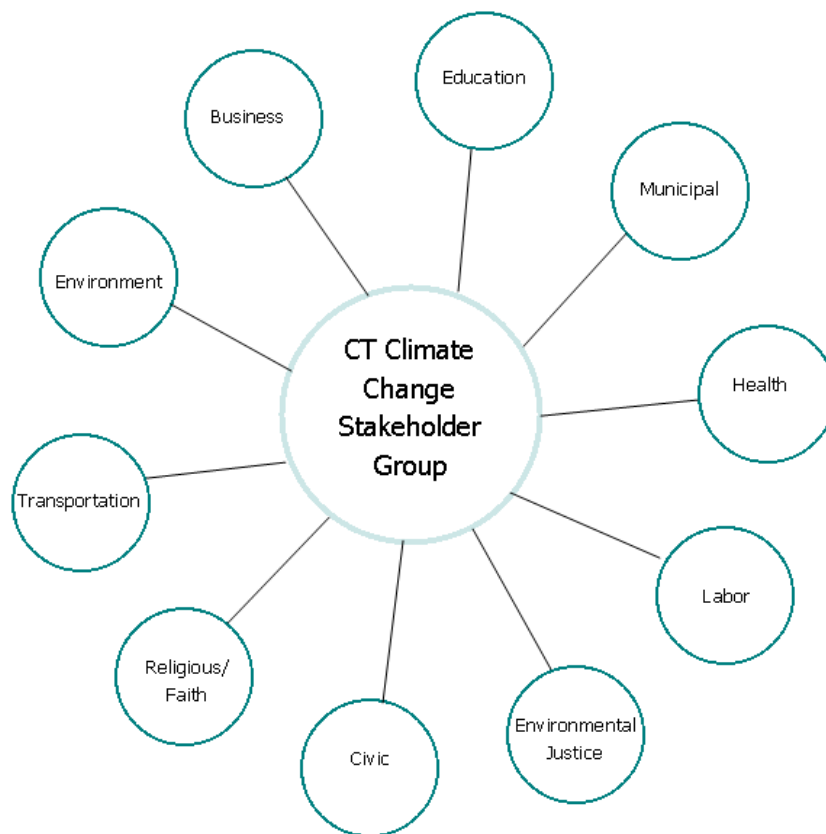 Education
Business
Municipal
Environment
CT Climate
Change
Stakeholder
Group
Health
Transportation
Labor
Religious/
Faith
Environmental
Justice
Civic